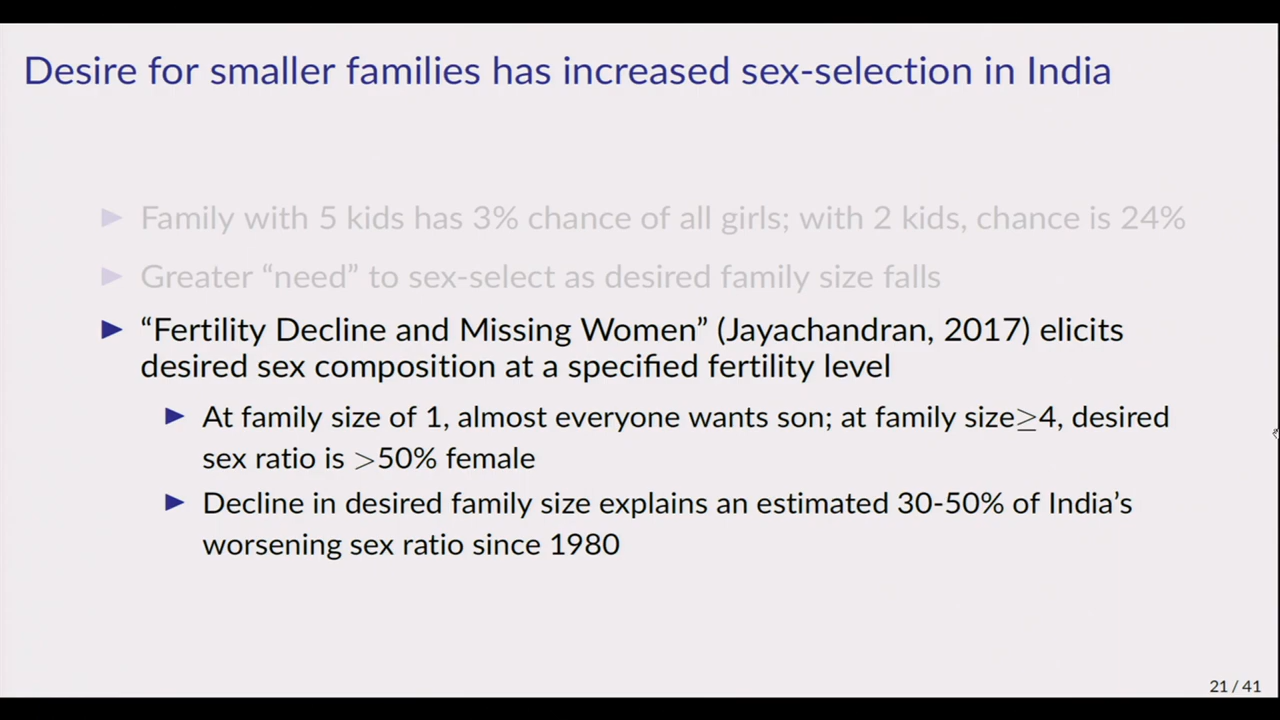 Desire for smaller families has increased sex-selection in India
▶ Family with 5 kids has 3% chance of all girls; with 2 kids, chance is 24%
▶ Greater “need” to sex-select as desired family size falls
▶ “Fertility Decline and Missing Women” (Jayachandran, 2017) elicits
desired sex composition at a specified fertility level
▶ At family size of 1, almost everyone wants son; at family size≥4, desired
sex ratio is >50% female
▶ Decline in desired family size explains an estimated 30-50% of India’s
worsening sex ratio since 1980
21 / 41